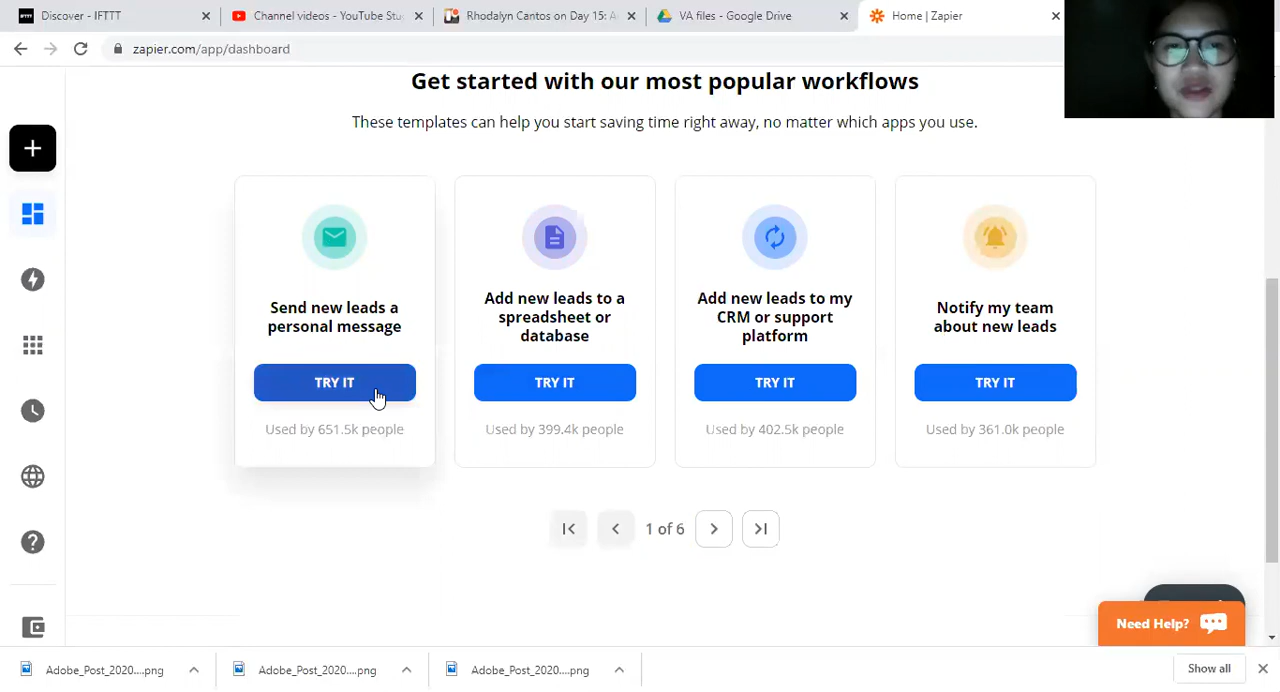 IFTTT
Discover - IFTTT
Channel videos - YouTube Stu
Rhodalyn Cantos on Day 15: A
VA files - Google Drive
Home | Zapier
zapier.com/app/dashboard
Get started with our most popular workflows
These templates can help you start saving time right away, no matter which apps you use.
Send new leads a
personal message
TRY IT
Used by 651.5k people
Add new leads to a
spreadsheet or
database
TRY IT
Used by 399.4k people
Add new leads to my
CRM or support
platform
TRY IT
Used by 402.5k people
Notify my team
about new leads
TRY IT
Used by 361.0k people
1 of 6
Need Help?
Adobe_Post_2020....png
Adobe_Post_2020....png
Adobe_Post_2020....png
Show all